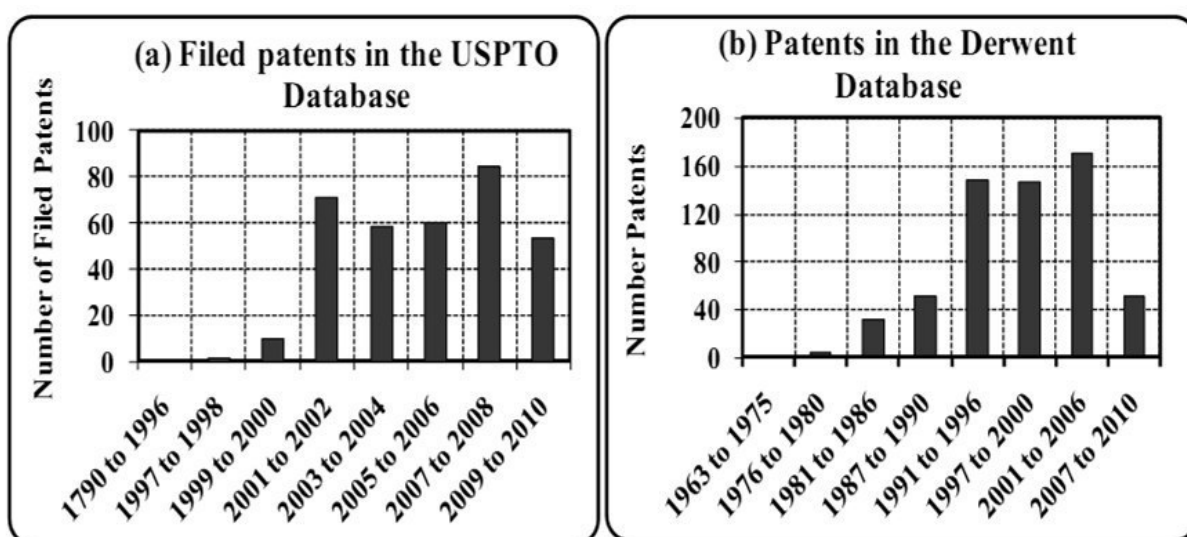 (a) Filed patents in the USPTO
Database
Number of Filed Patents
100
80
60
40
20
0
1790 to 1996
1997 to 1998
1999 to 2000
2001 to 2002
2003 to 2004
2005 to 2006
2007 to 2008
2009 to 2010
(b) Patents in the Derwent
Database
Number Patents
200
160
120
80
40
0
1963 to 1975
1976 to 1980
1981 to 1986
1987 to 1990
1991 to 1996
1997 to 2000
2001 to 2006
2007 to 2010